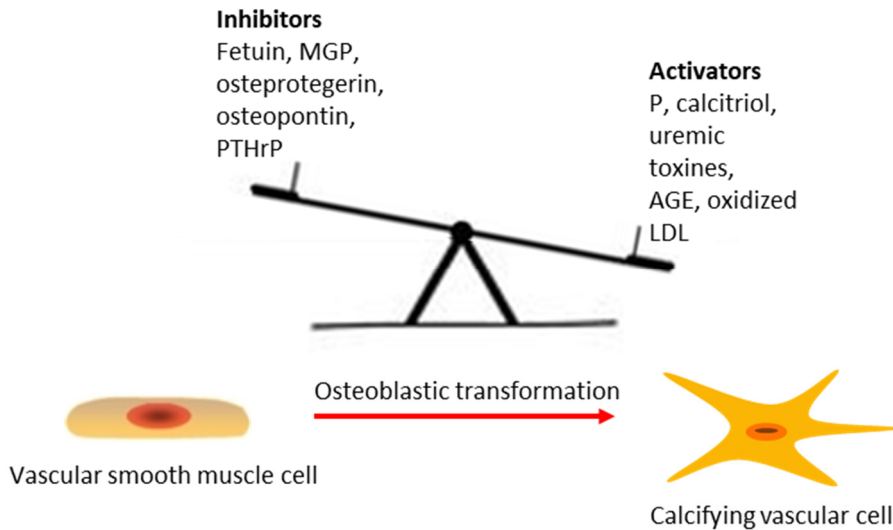 Inhibitors
Fetuin, MGP,
osteprotegerin,
osteopontin,
PTHrP
Activators
P, calcitriol,
uremic
toxines,
AGE, oxidized
LDL
Osteoblastic transformation
Vascular smooth muscle cell
Calcifying vascular cell